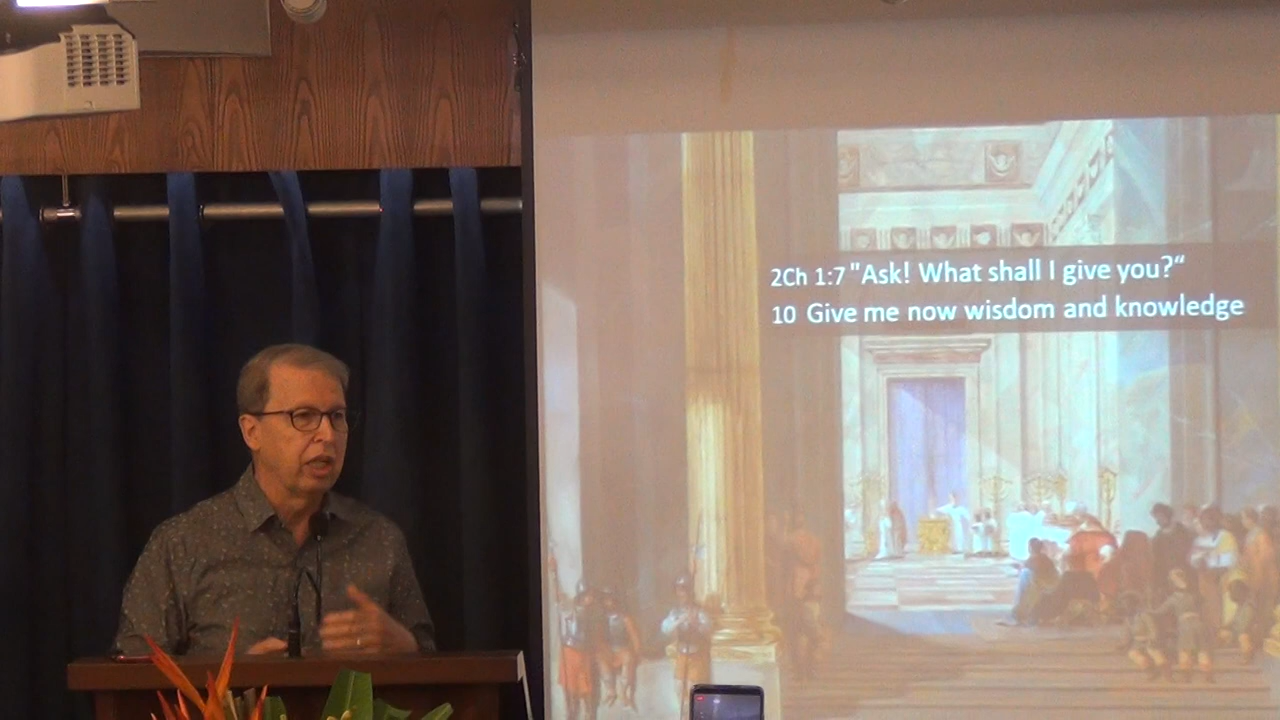 2Ch 1:7 "Ask! What shall I give you?“
10 Give me now wisdom and knowledge